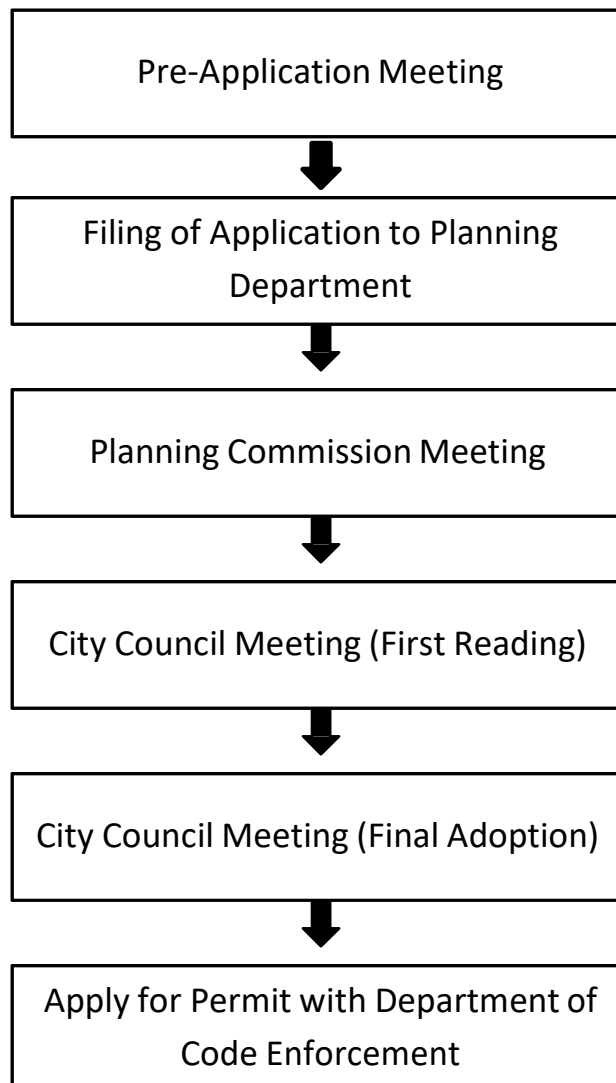 Pre-Application Meeting
Filing of Application to Planning
Department
Planning Commission Meeting
City Council Meeting (First Reading)
City Council Meeting (Final Adoption)
Apply for Permit with Department of
Code Enforcement